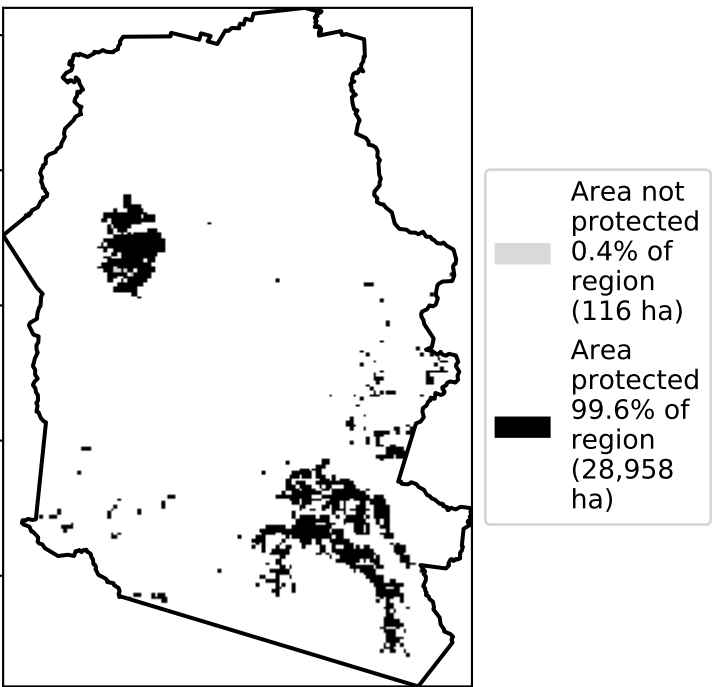 Area not
protected
0.4% of
region
(116 ha)
Area
protected
99.6% of
region
(28,958
ha)